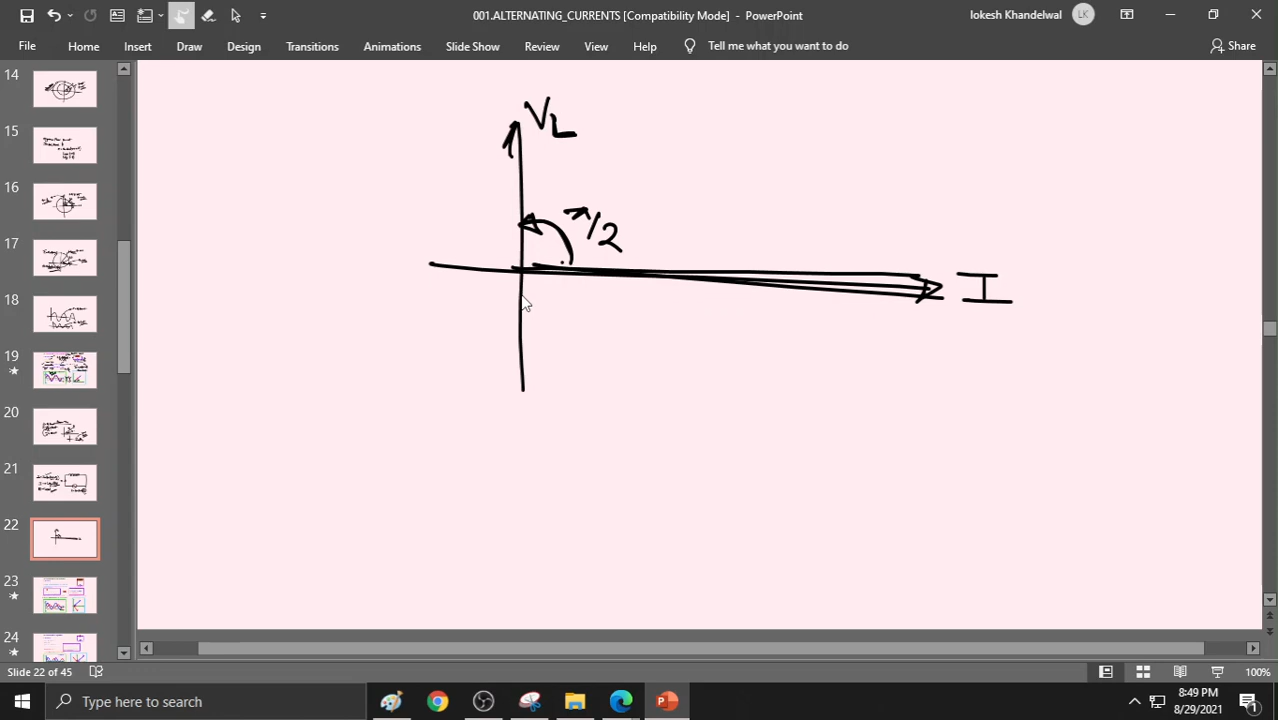 001.ALTERNATING_CURRENTS [Compatibility Mode] - PowerPoint
lokesh Khandelwal
LK
File Home Insert Draw Design Transitions Animations Slide Show Review View Help Tell me what you want to do Share
14
15
16
17
18
19
20
21
22
23
24
VL
π/2
I
Slide 22 of 45
100%
Type here to search
8:49 PM
8/29/2021
1